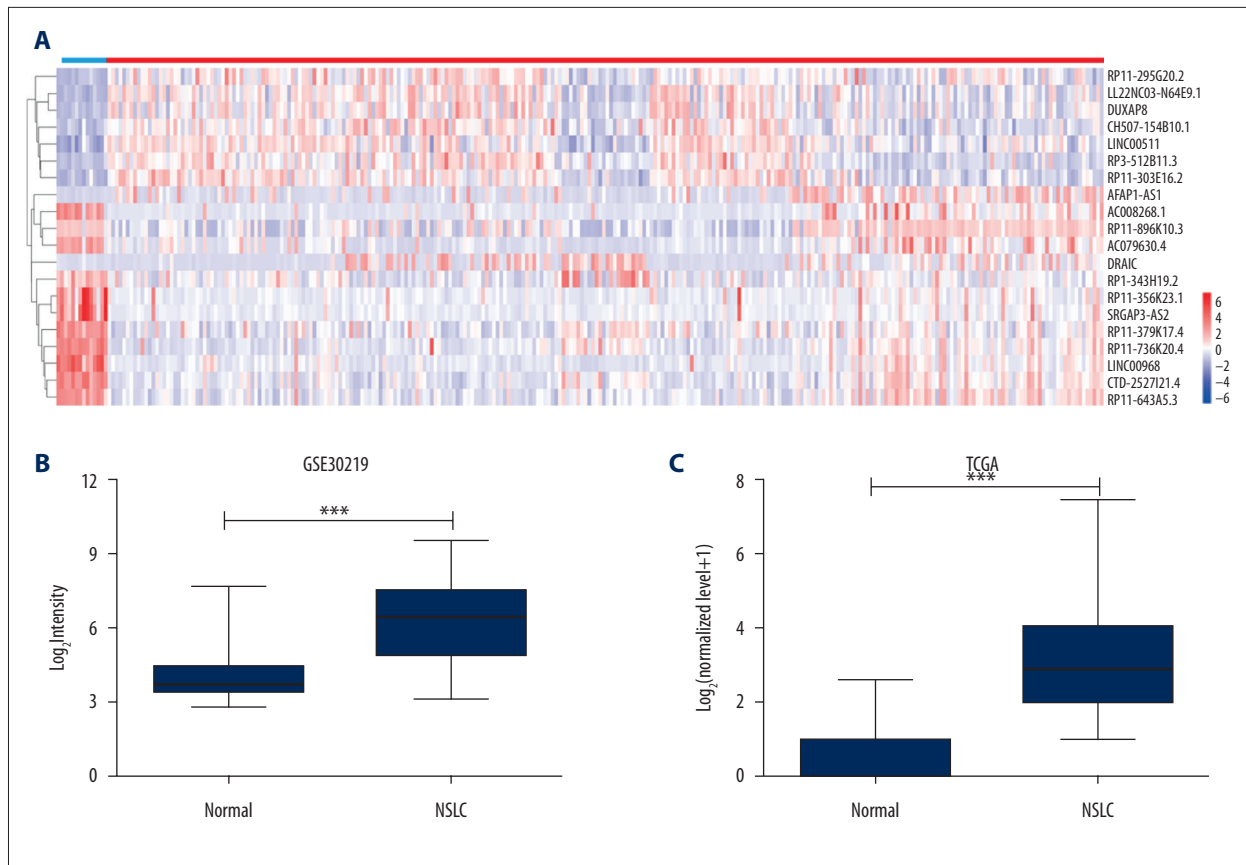 A
RP11-295G20.2
LL22NC03-N64E9.1
DUXAP8
CH507-154B10.1
LINC00511
RP3-512B11.3
RP11-303E16.2
AFAP1-AS1
AC008268.1
RP11-896K10.3
AC079630.4
DRAIC
RP1-343H19.2
RP11-356K23.1
SRGAP3-AS2
RP11-379K17.4
RP11-736K20.4
LINC00968
CTD-2527I21.4
RP11-643A5.3
6
4
2
0
−2
−4
−6
B
GSE30219
12
9
6
3
0
Log₂Intensity
***
Normal
NSLC
C
TCGA
8
6
4
2
0
Log₂(normalized level+1)
***
Normal
NSLC